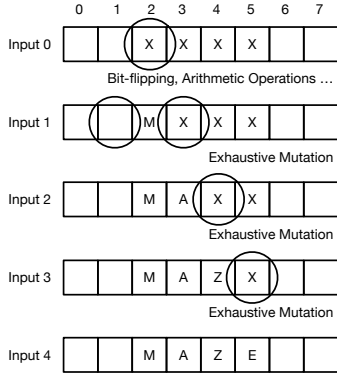 0 1 2 3 4 5 6 7
Input 0 X X X X
Bit-flipping, Arithmetic Operations ...
Input 1 M X X X
Exhaustive Mutation
Input 2 M A X X
Exhaustive Mutation
Input 3 M A Z X
Exhaustive Mutation
Input 4 M A Z E